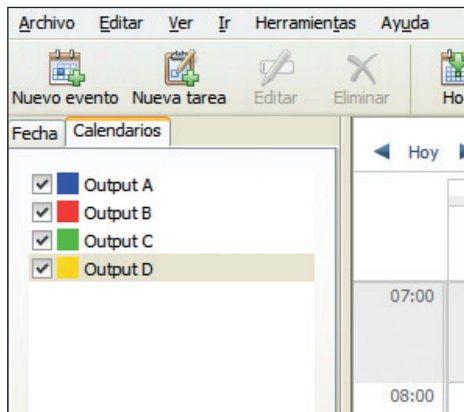 Archivo Editar Ver Ir Herramientas Ayuda
Nuevo evento Nueva tarea Editar Eliminar Ho
Fecha Calendarios
Hoy
Output A
Output B
Output C
Output D
07:00
08:00